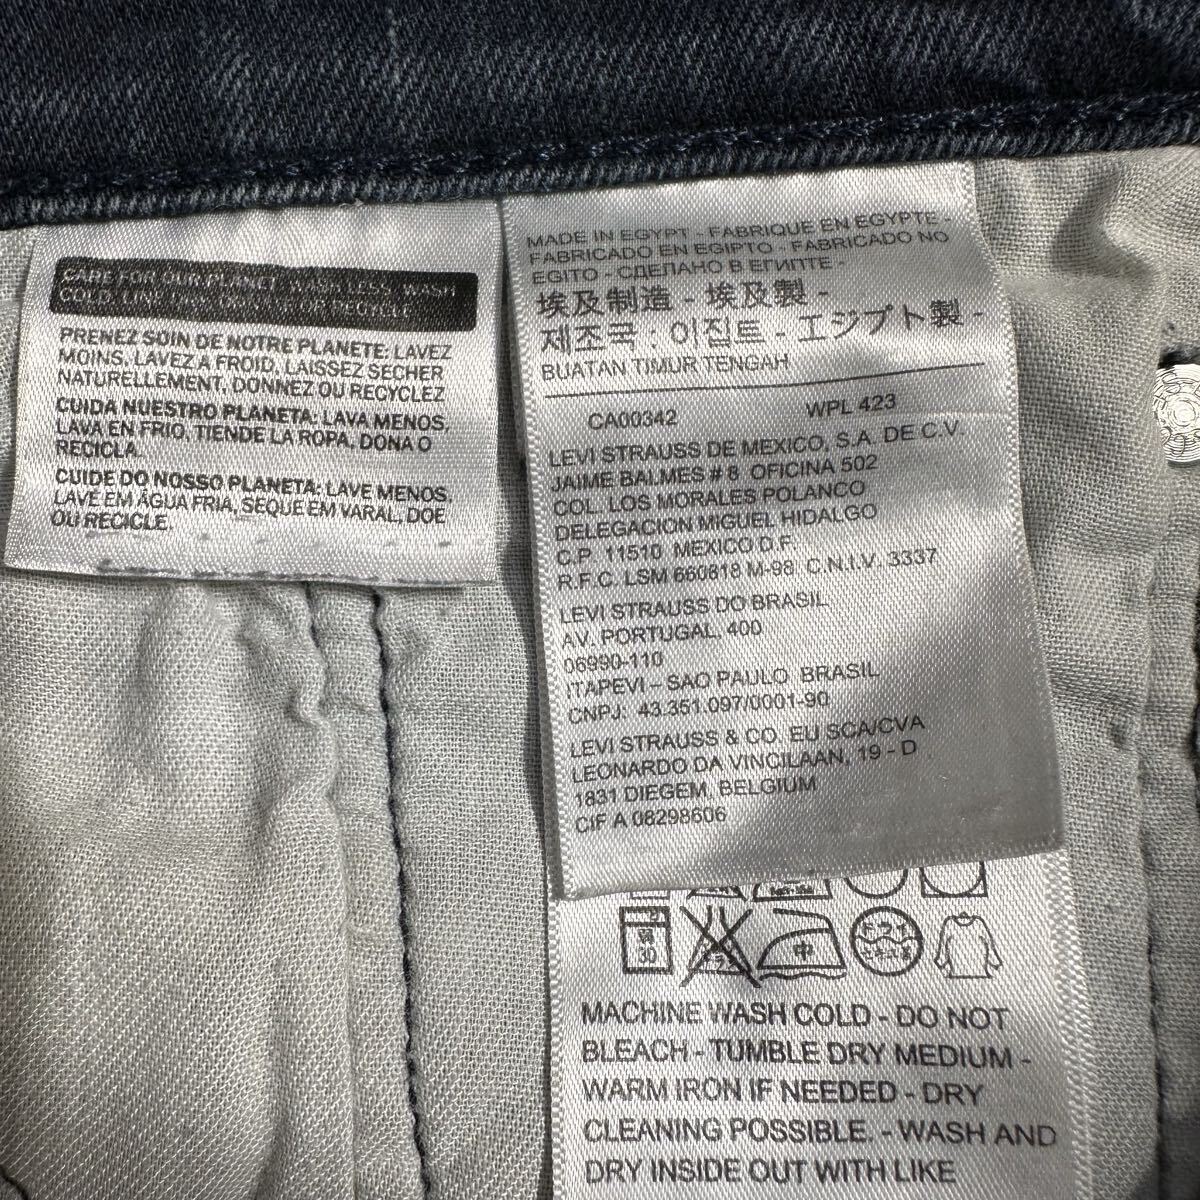 CARE FOR OUR PLANET: WASH LESS, WASH
COLD, LINE DRY, DONATE OR RECYCLE
PRENEZ SOIN DE NOTRE PLANETE: LAVEZ
MOINS, LAVEZ A FROID, LAISSEZ SECHER
NATURELLEMENT, DONNEZ OU RECYCLEZ
CUIDA NUESTRO PLANETA: LAVA MENOS,
LAVA EN FRIO, TIENDE LA ROPA, DONA O
RECICLA.
CUIDE DO NOSSO PLANETA: LAVE MENOS,
LAVE EM ÁGUA FRIA, SEQUE EM VARAL, DOE
OU RECICLE.
MADE IN EGYPT - FABRIQUE EN EGYPTE -
FABRICADO EN EGIPTO - FABRICADO NO
EGITO - СДЕЛАНО В ЕГИПТЕ -
埃及制造 - 埃及製 -
제조국 : 이집트 - エジプト製 -
BUATAN TIMUR TENGAH
CA00342 WPL 423
LEVI STRAUSS DE MEXICO, S.A. DE C.V.
JAIME BALMES # 8 OFICINA 502
COL. LOS MORALES POLANCO
DELEGACION MIGUEL HIDALGO
C.P. 11510 MEXICO D.F.
R.F.C. LSM 660818 M-98 C.N.I.V. 3337
LEVI STRAUSS DO BRASIL
AV. PORTUGAL, 400
06990-110
ITAPEVI – SAO PAULO BRASIL
CNPJ: 43.351.097/0001-90
LEVI STRAUSS & CO. EU SCA/CVA
LEONARDO DA VINCILAAN, 19 - D
1831 DIEGEM, BELGIUM
CIF A 08298606
30 中
MACHINE WASH COLD - DO NOT
BLEACH - TUMBLE DRY MEDIUM -
WARM IRON IF NEEDED - DRY
CLEANING POSSIBLE. - WASH AND
DRY INSIDE OUT WITH LIKE